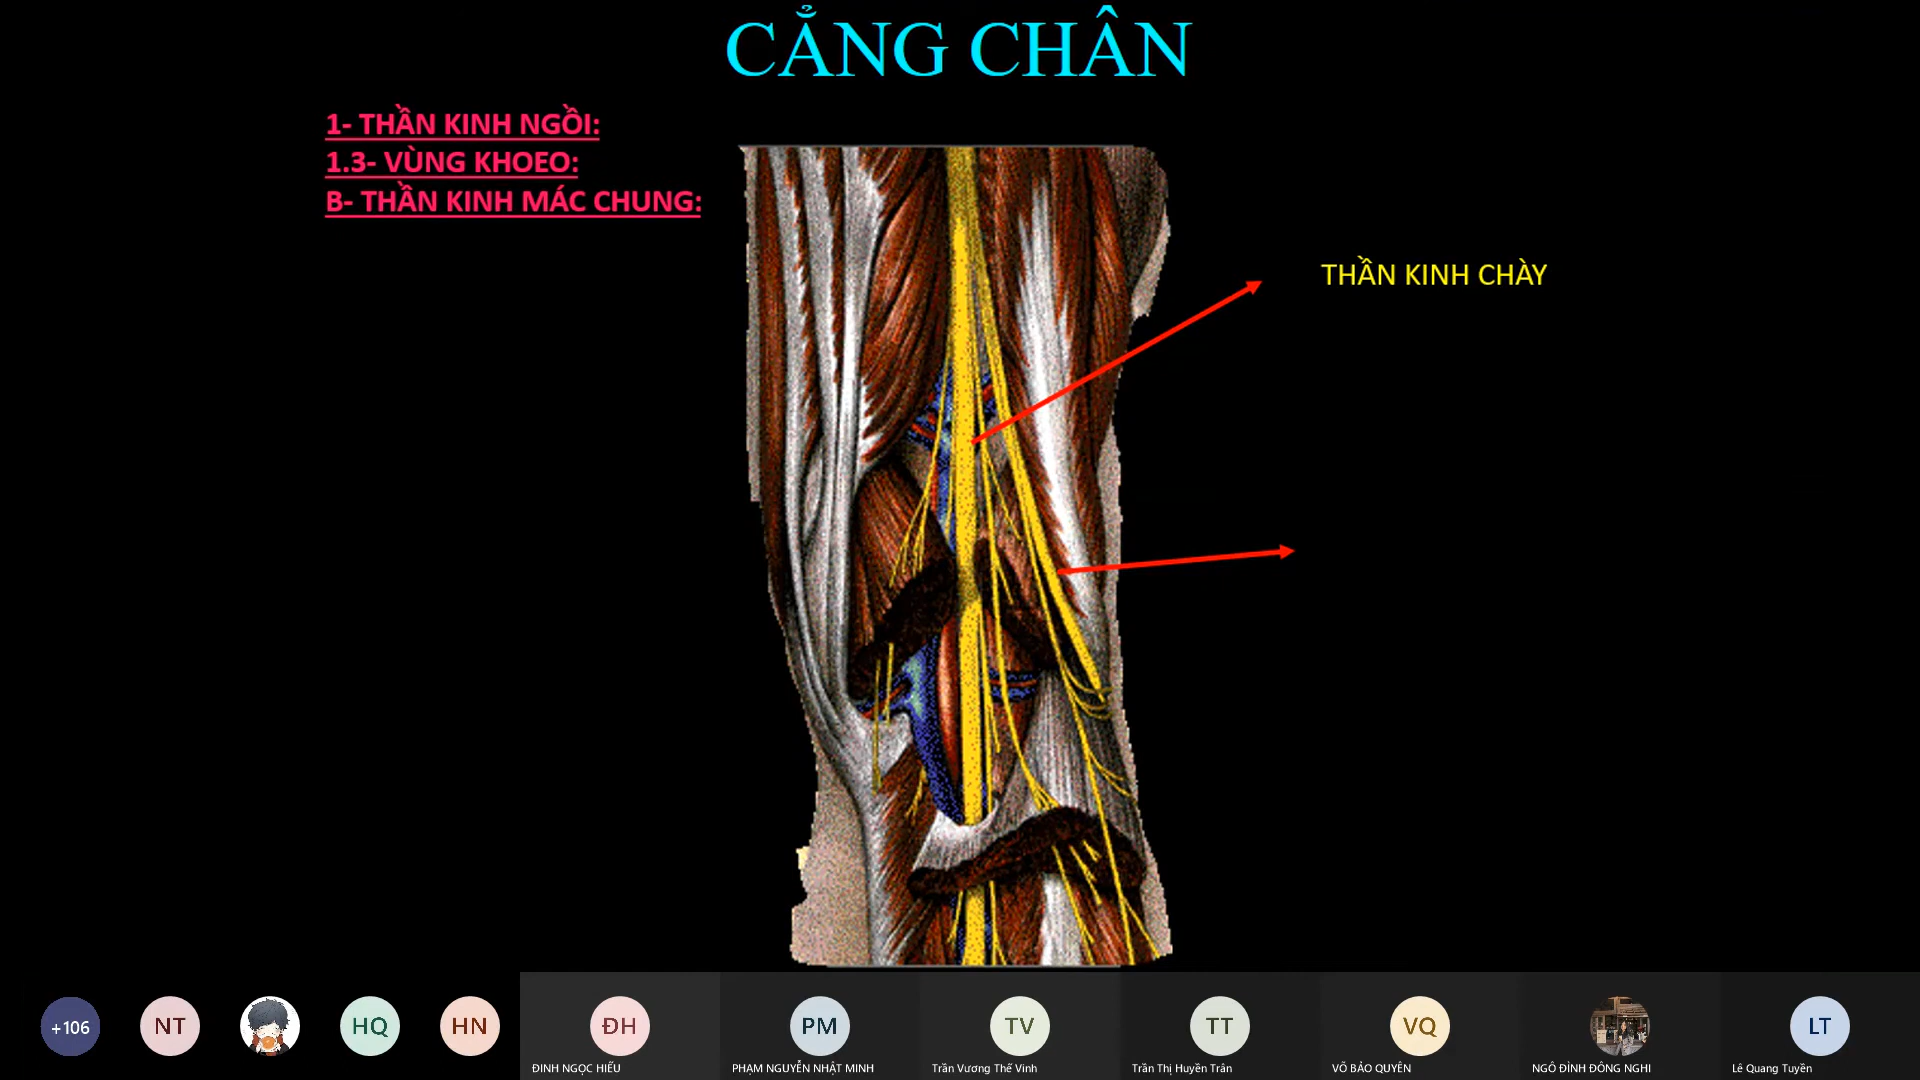 CẲNG CHÂN
1- THẦN KINH NGỒI:
1.3- VÙNG KHOEO:
B- THẦN KINH MÁC CHUNG:
THẦN KINH CHÀY
+106
NT
HQ
HN
ĐH
PM
TV
TT
VQ
LT
ĐINH NGỌC HIẾU
PHẠM NGUYỄN NHẬT MINH
Trần Vương Thế Vinh
Trần Thị Huyền Trân
VÕ BẢO QUYÊN
NGÔ ĐÌNH ĐÔNG NGHI
Lê Quang Tuyền